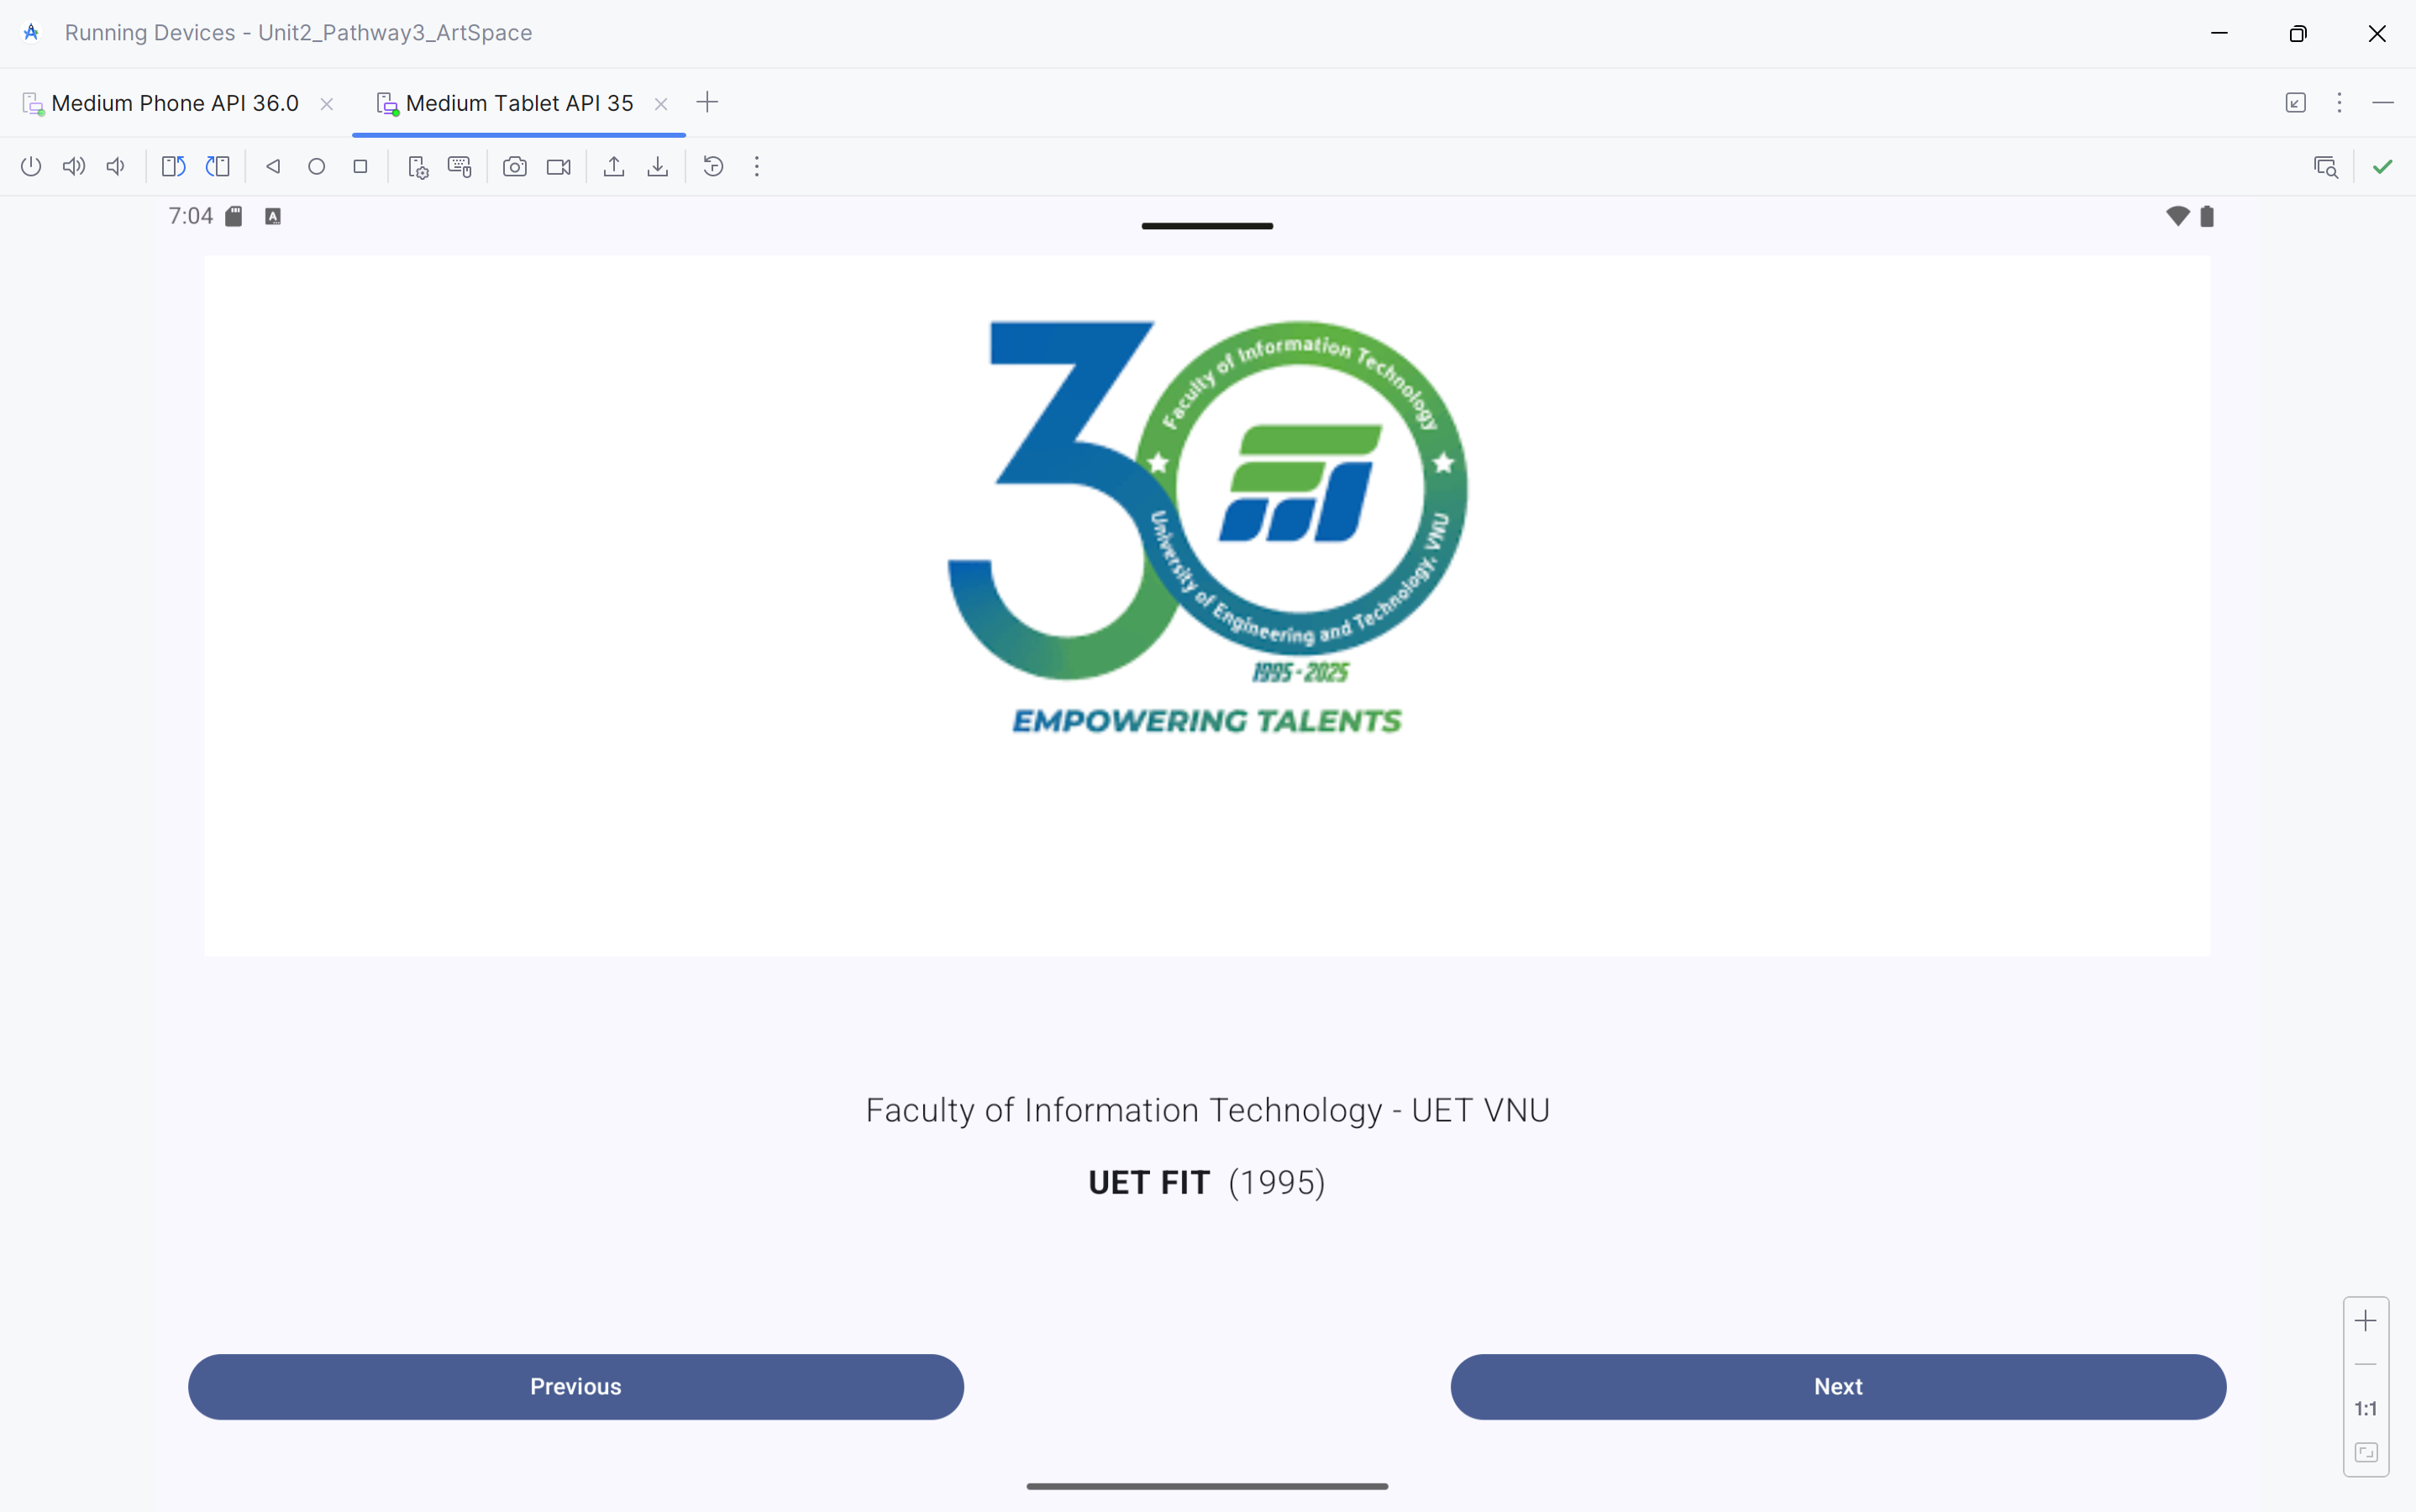 Running Devices - Unit2_Pathway3_ArtSpace
Medium Phone API 36.0
Medium Tablet API 35
7:04
A
30
Faculty of Information Technology
University of Engineering and Technology, VNU
1995 - 2025
EMPOWERING TALENTS
Faculty of Information Technology - UET VNU
UET FIT (1995)
Previous
Next
1:1